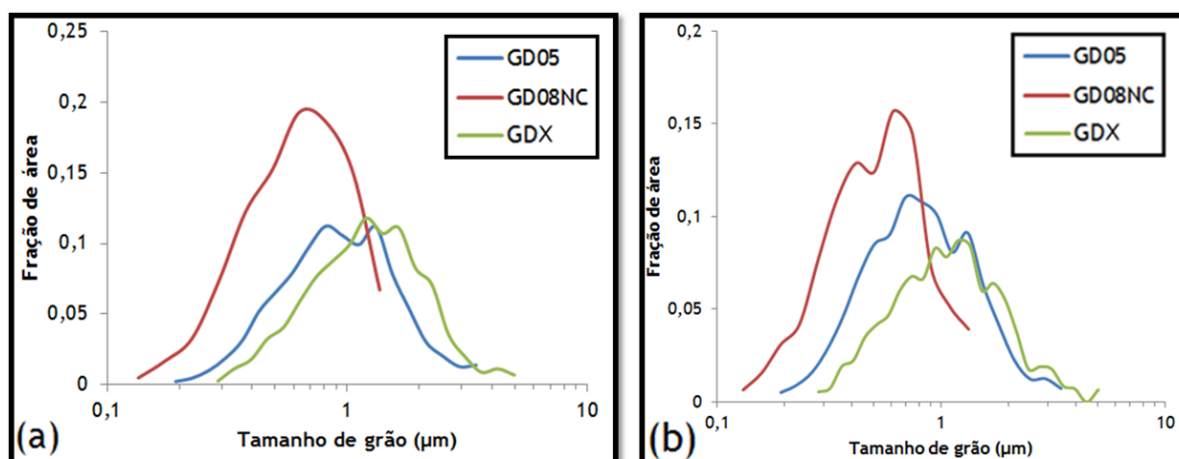 0,25
0,2
0,15
0,1
0,05
0
Fração de área
GD05
GD08NC
GDX
0,1
1
10
Tamanho de grão (µm)
(a)
0,2
0,15
0,1
0,05
0
Fração de área
GD05
GD08NC
GDX
0,1
1
10
Tamanho de grão (µm)
(b)